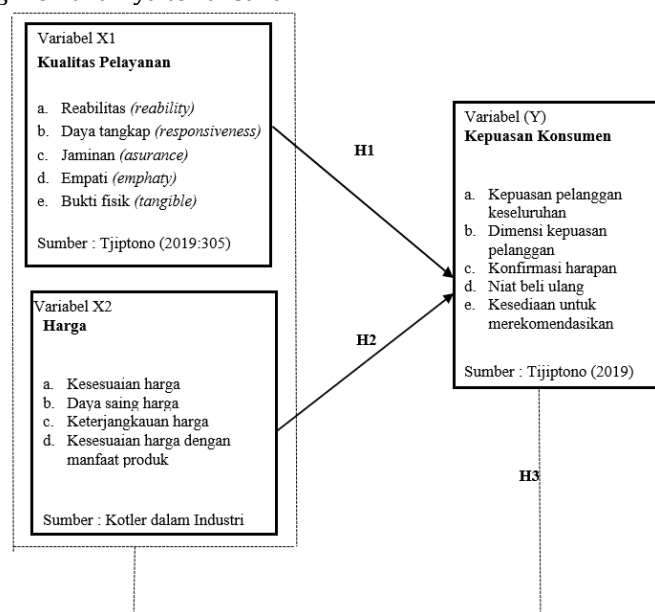 Variabel X1
Kualitas Pelayanan
a. Reabilitas (reability)
b. Daya tangkap (responsiveness)
c. Jaminan (asurance)
d. Empati (emphaty)
e. Bukti fisik (tangible)
Sumber : Tjiptono (2019:305)
H1
Variabel (Y)
Kepuasan Konsumen
a. Kepuasan pelanggan
keseluruhan
b. Dimensi kepuasan
pelanggan
c. Konfirmasi harapan
d. Niat beli ulang
e. Kesediaan untuk
merekomendasikan
Sumber : Tijiptono (2019)
Variabel X2
Harga
a. Kesesuaian harga
b. Daya saing harga
c. Keterjangkauan harga
d. Kesesuaian harga dengan
manfaat produk
Sumber : Kotler dalam Industri
H2
H3